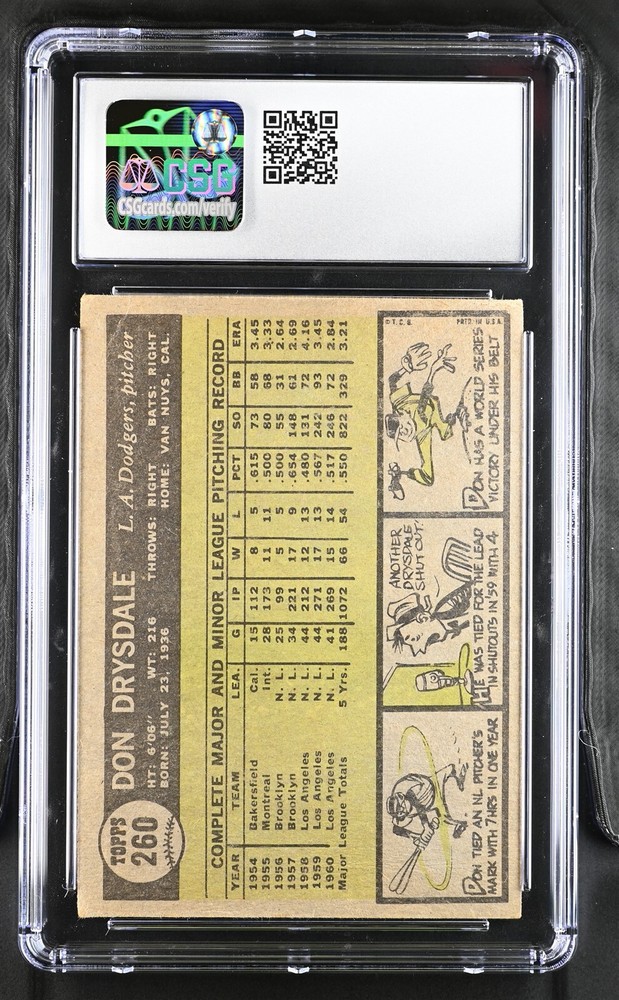 CSG
CSGcards.com/verify
TOPPS
260
DON DRYSDALE L. A. Dodgers, pitcher
HT: 6'06" WT: 216 THROWS: RIGHT BATS: RIGHT
BORN: JULY 23, 1936 HOME: VAN NUYS, CAL.
COMPLETE MAJOR AND MINOR LEAGUE PITCHING RECORD
YEAR TEAM LEA. G IP W L PCT SO BB ERA
1954 Bakersfield Cal. 15 112 8 5 .615 73 58 3.45
1955 Montreal Int. 28 173 11 11 .500 80 68 3.33
1956 Brooklyn N. L. 25 99 5 5 .500 55 31 2.64
1957 Brooklyn N. L. 34 221 17 9 .654 148 61 2.69
1958 Los Angeles N. L. 44 212 12 13 .480 131 72 4.16
1959 Los Angeles N. L. 44 271 17 13 .567 242 93 3.45
1960 Los Angeles N. L. 41 269 15 14 .517 246 72 2.84
Major League Totals 5 Yrs. 188 1072 66 54 .550 822 329 3.21
DON TIED AN NL PITCHER'S
MARK WITH 7 HRS IN ONE YEAR
ANOTHER
DRYSDALE
SHUTOUT!
HE WAS TIED FOR THE LEAD
IN SHUTOUTS IN '59 WITH 4
© T. C. G. PRTD. IN U.S.A.
DON HAS A WORLD SERIES
VICTORY UNDER HIS BELT